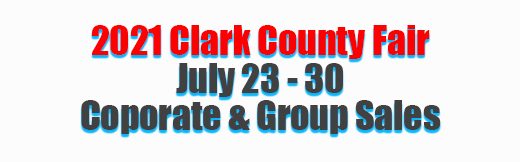 2021 Clark County Fair
July 23 - 30
Coporate & Group Sales